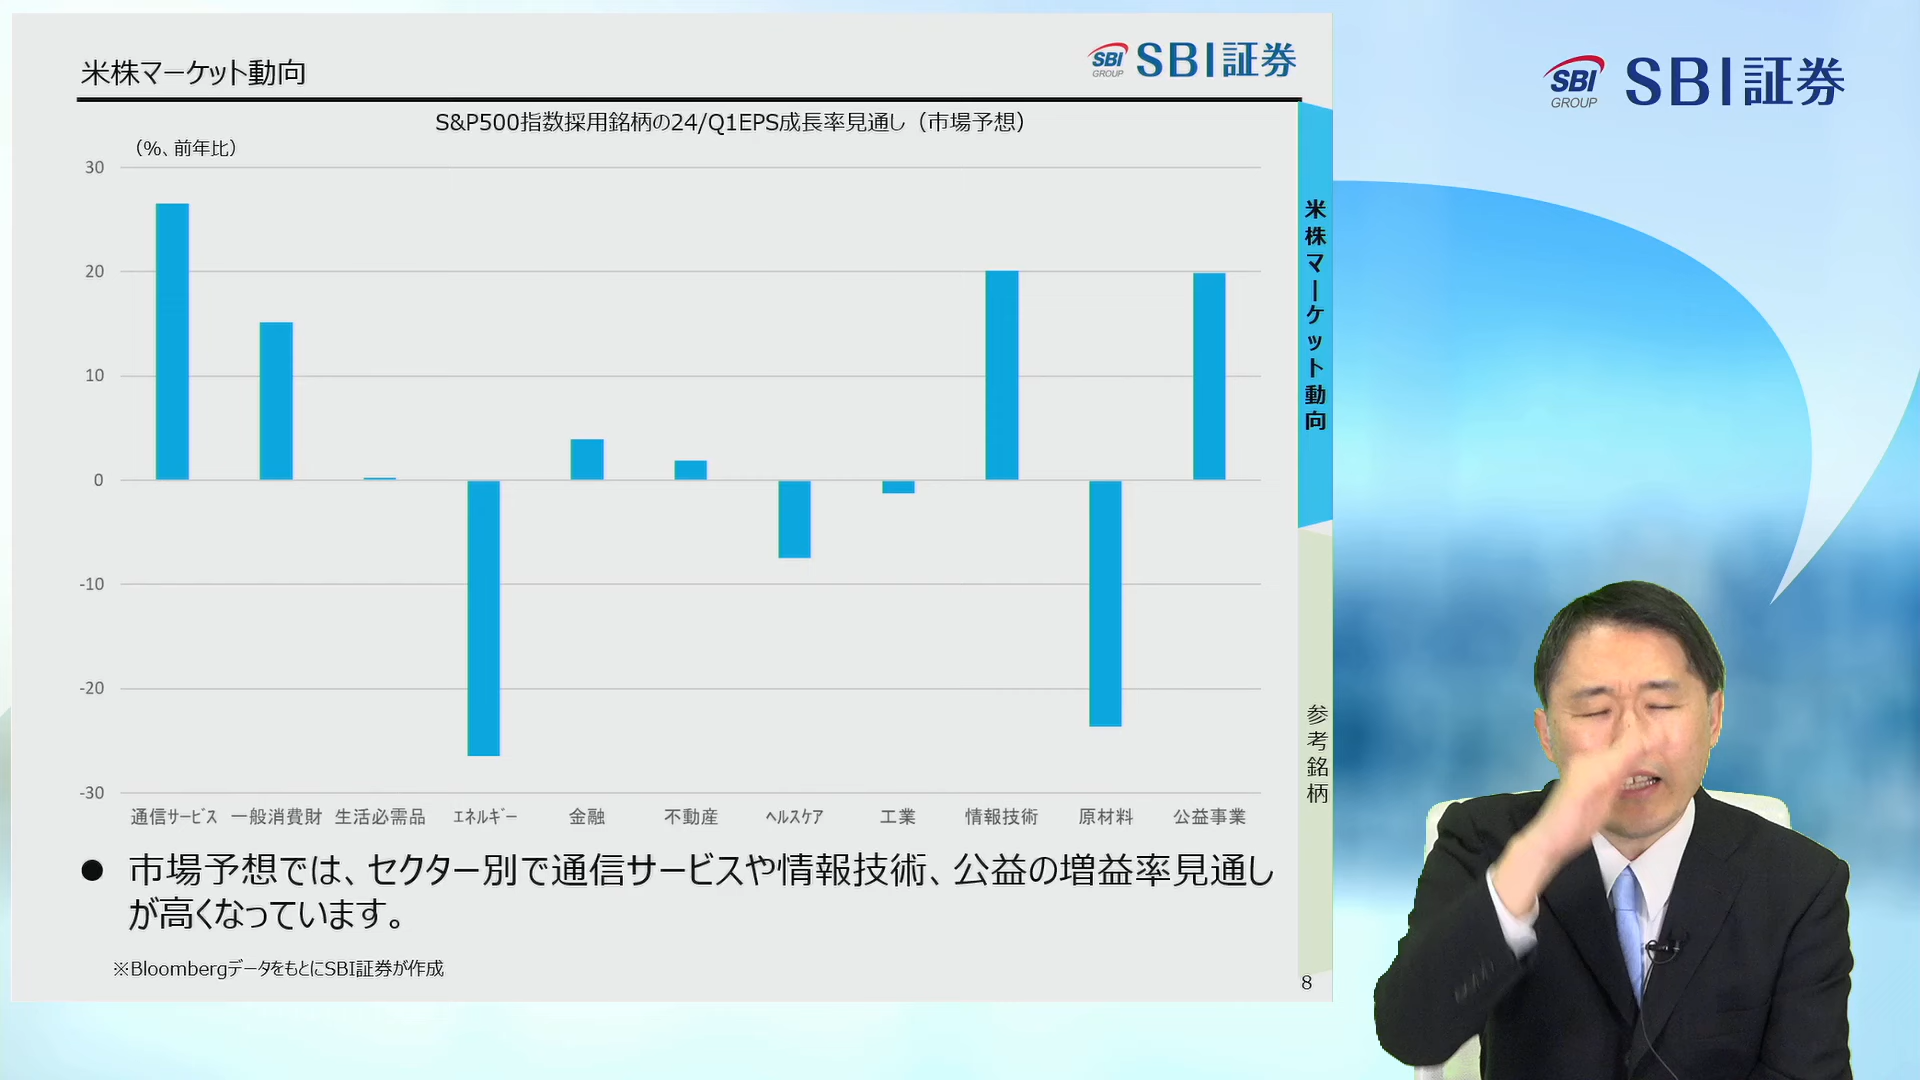 米株マーケット動向
SBI GROUP SBI証券
S&P500指数採用銘柄の24/Q1EPS成長率見通し（市場予想）
（%、前年比）
30
20
10
0
-10
-20
-30
通信ｻｰﾋﾞｽ 一般消費財 生活必需品 ｴﾈﾙｷﾞｰ 金融 不動産 ﾍﾙｽｹｱ 工業 情報技術 原材料 公益事業
● 市場予想では、セクター別で通信サービスや情報技術、公益の増益率見通し
が高くなっています。
※BloombergデータをもとにSBI証券が作成
8
米株マーケット動向
参考銘柄
SBI GROUP SBI証券